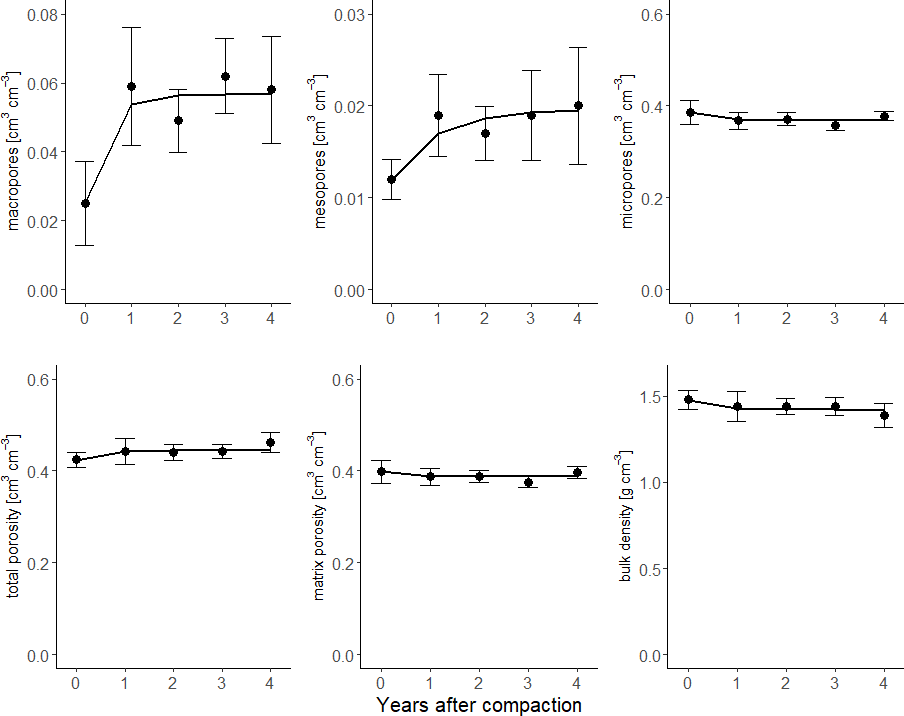 macropores [cm³ cm⁻³]
0.08
0.06
0.04
0.02
0.00
0 1 2 3 4
mesopores [cm³ cm⁻³]
0.03
0.02
0.01
0.00
0 1 2 3 4
micropores [cm³ cm⁻³]
0.6
0.4
0.2
0.0
0 1 2 3 4
total porosity [cm³ cm⁻³]
0.6
0.4
0.2
0.0
0 1 2 3 4
matrix porosity [cm³ cm⁻³]
0.6
0.4
0.2
0.0
0 1 2 3 4
bulk density [g cm⁻³]
1.5
1.0
0.5
0.0
0 1 2 3 4
Years after compaction